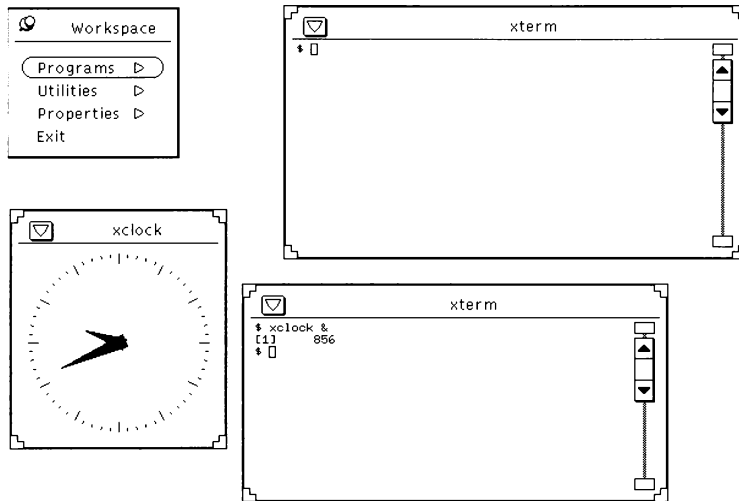 Workspace
Programs
Utilities
Properties
Exit
xterm
$
xclock
xterm
$ xclock &
[1] 856
$